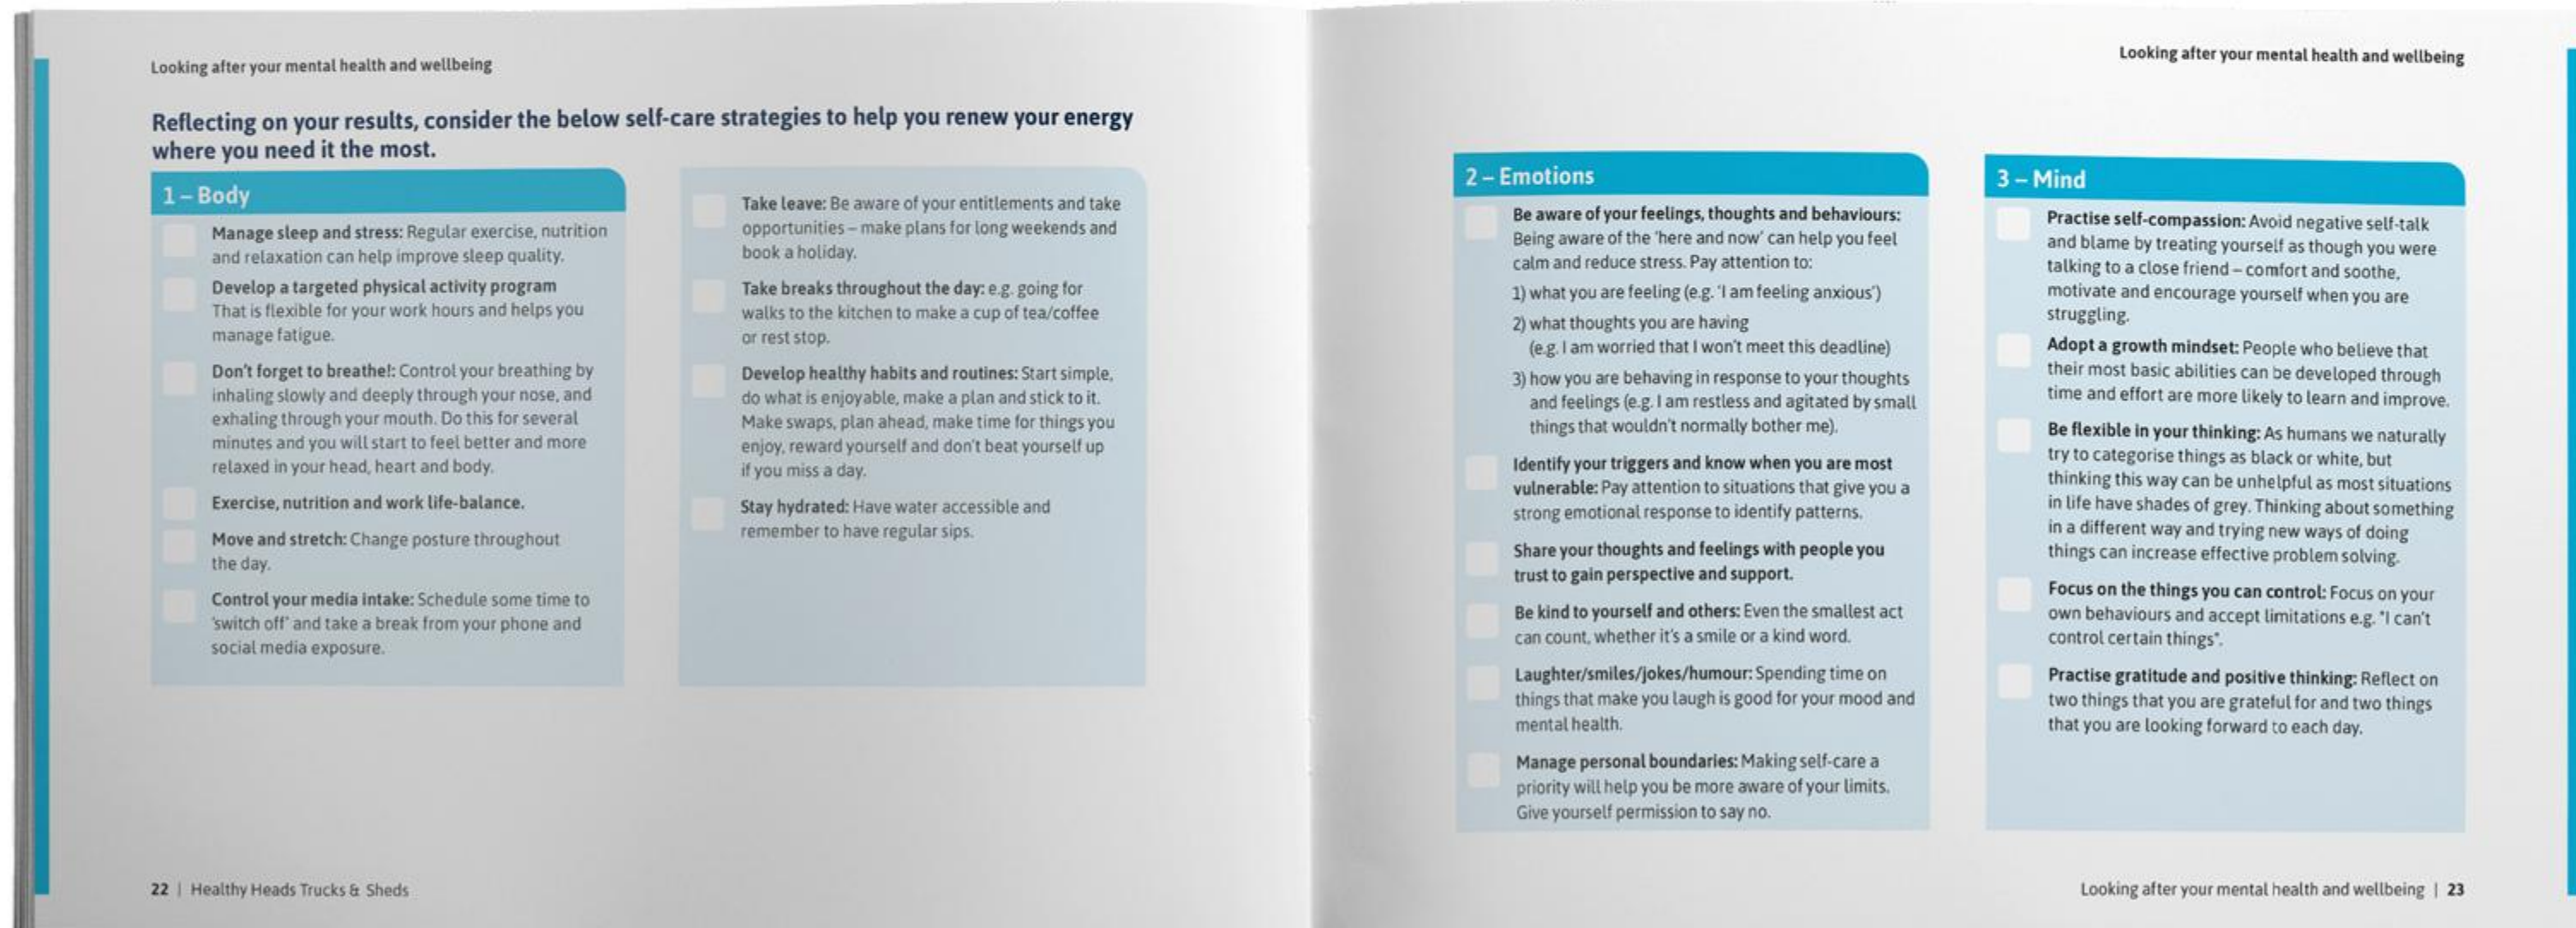 Looking after your mental health and wellbeing
Reflecting on your results, consider the below self-care strategies to help you renew your energy
where you need it the most.
1 – Body
Manage sleep and stress: Regular exercise, nutrition
and relaxation can help improve sleep quality.
Develop a targeted physical activity program
That is flexible for your work hours and helps you
manage fatigue.
Don't forget to breathe!: Control your breathing by
inhaling slowly and deeply through your nose, and
exhaling through your mouth. Do this for several
minutes and you will start to feel better and more
relaxed in your head, heart and body.
Exercise, nutrition and work life-balance.
Move and stretch: Change posture throughout
the day.
Control your media intake: Schedule some time to
'switch off' and take a break from your phone and
social media exposure.
Take leave: Be aware of your entitlements and take
opportunities – make plans for long weekends and
book a holiday.
Take breaks throughout the day: e.g. going for
walks to the kitchen to make a cup of tea/coffee
or rest stop.
Develop healthy habits and routines: Start simple,
do what is enjoyable, make a plan and stick to it.
Make swaps, plan ahead, make time for things you
enjoy, reward yourself and don't beat yourself up
if you miss a day.
Stay hydrated: Have water accessible and
remember to have regular sips.
22 | Healthy Heads Trucks & Sheds
Looking after your mental health and wellbeing
2 – Emotions
Be aware of your feelings, thoughts and behaviours:
Being aware of the 'here and now' can help you feel
calm and reduce stress. Pay attention to:
1) what you are feeling (e.g. 'I am feeling anxious')
2) what thoughts you are having
(e.g. I am worried that I won't meet this deadline)
3) how you are behaving in response to your thoughts
and feelings (e.g. I am restless and agitated by small
things that wouldn't normally bother me).
Identify your triggers and know when you are most
vulnerable: Pay attention to situations that give you a
strong emotional response to identify patterns.
Share your thoughts and feelings with people you
trust to gain perspective and support.
Be kind to yourself and others: Even the smallest act
can count, whether it's a smile or a kind word.
Laughter/smiles/jokes/humour: Spending time on
things that make you laugh is good for your mood and
mental health.
Manage personal boundaries: Making self-care a
priority will help you be more aware of your limits.
Give yourself permission to say no.
3 – Mind
Practise self-compassion: Avoid negative self-talk
and blame by treating yourself as though you were
talking to a close friend – comfort and soothe,
motivate and encourage yourself when you are
struggling.
Adopt a growth mindset: People who believe that
their most basic abilities can be developed through
time and effort are more likely to learn and improve.
Be flexible in your thinking: As humans we naturally
try to categorise things as black or white, but
thinking this way can be unhelpful as most situations
in life have shades of grey. Thinking about something
in a different way and trying new ways of doing
things can increase effective problem solving.
Focus on the things you can control: Focus on your
own behaviours and accept limitations e.g. "I can't
control certain things".
Practise gratitude and positive thinking: Reflect on
two things that you are grateful for and two things
that you are looking forward to each day.
Looking after your mental health and wellbeing | 23